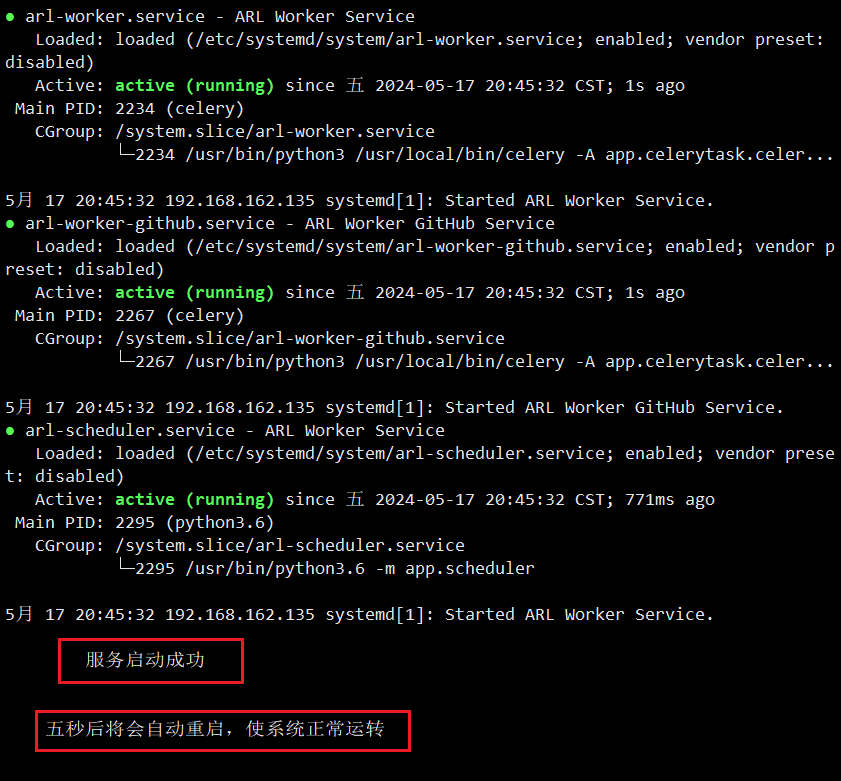 ● arl-worker.service - ARL Worker Service
   Loaded: loaded (/etc/systemd/system/arl-worker.service; enabled; vendor preset:
disabled)
   Active: active (running) since 五 2024-05-17 20:45:32 CST; 1s ago
 Main PID: 2234 (celery)
   CGroup: /system.slice/arl-worker.service
           └─2234 /usr/bin/python3 /usr/local/bin/celery -A app.celerytask.celer...
5月 17 20:45:32 192.168.162.135 systemd[1]: Started ARL Worker Service.
● arl-worker-github.service - ARL Worker GitHub Service
   Loaded: loaded (/etc/systemd/system/arl-worker-github.service; enabled; vendor p
reset: disabled)
   Active: active (running) since 五 2024-05-17 20:45:32 CST; 1s ago
 Main PID: 2267 (celery)
   CGroup: /system.slice/arl-worker-github.service
           └─2267 /usr/bin/python3 /usr/local/bin/celery -A app.celerytask.celer...
5月 17 20:45:32 192.168.162.135 systemd[1]: Started ARL Worker GitHub Service.
● arl-scheduler.service - ARL Worker Service
   Loaded: loaded (/etc/systemd/system/arl-scheduler.service; enabled; vendor prese
t: disabled)
   Active: active (running) since 五 2024-05-17 20:45:32 CST; 771ms ago
 Main PID: 2295 (python3.6)
   CGroup: /system.slice/arl-scheduler.service
           └─2295 /usr/bin/python3.6 -m app.scheduler
5月 17 20:45:32 192.168.162.135 systemd[1]: Started ARL Worker Service.
服务启动成功
五秒后将会自动重启，使系统正常运转